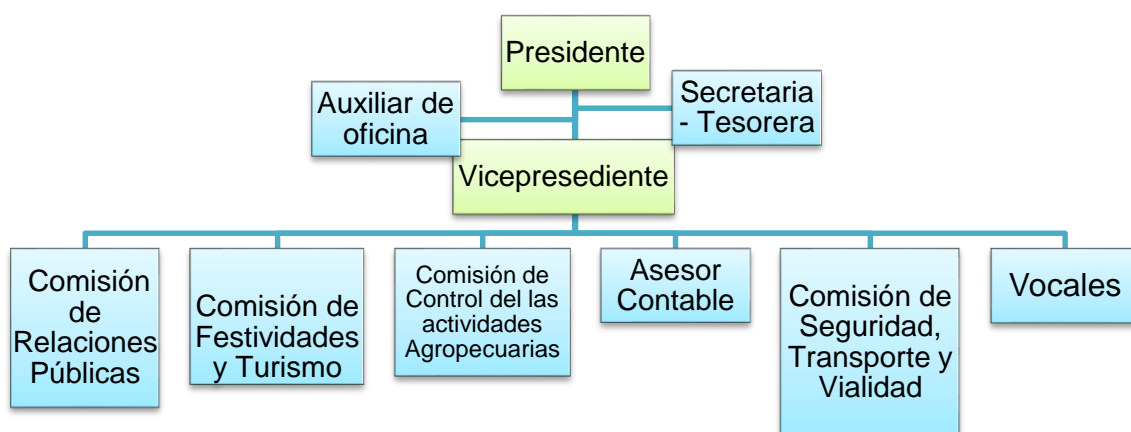 Presidente
Auxiliar de
oficina
Secretaria
- Tesorera
Vicepresediente
Comisión
de
Relaciones
Públicas
Comisión de
Festividades
y Turismo
Comisión de
Control del las
actividades
Agropecuarias
Asesor
Contable
Comisión de
Seguridad,
Transporte y
Vialidad
Vocales